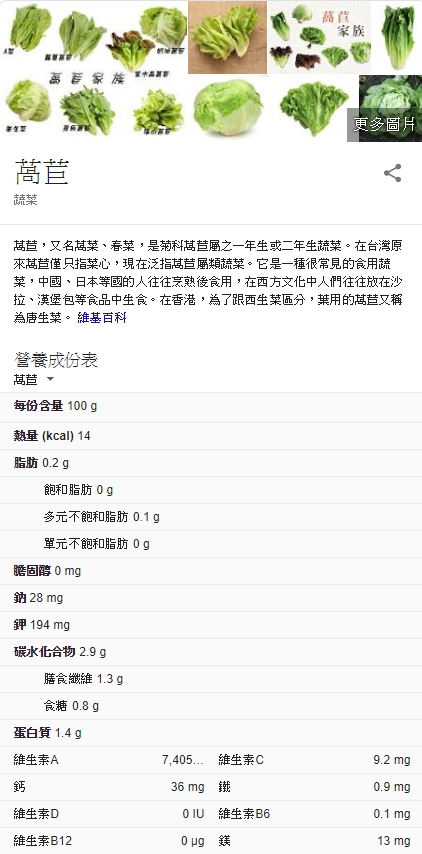 萵苣
家族
更多圖片
萵苣
蔬菜
萵苣，又名萵菜、春菜，是菊科萵苣屬之一年生或二年生蔬菜。在台灣原
來萵苣僅只指菜心，現在泛指萵苣屬類蔬菜。它是一種很常見的食用蔬
菜，中國、日本等國的人往往烹熟後食用，在西方文化中人們往往放在沙
拉、漢堡包等食品中生食。在香港，為了跟西生菜區分，葉用的萵苣又稱
為唐生菜。 維基百科
營養成份表
萵苣
每份含量 100 g
熱量 (kcal) 14
脂肪 0.2 g
飽和脂肪 0 g
多元不飽和脂肪 0.1 g
單元不飽和脂肪 0 g
膽固醇 0 mg
鈉 28 mg
鉀 194 mg
碳水化合物 2.9 g
膳食纖維 1.3 g
食糖 0.8 g
蛋白質 1.4 g
維生素A 7,405… 維生素C 9.2 mg
鈣 36 mg 鐵 0.9 mg
維生素D 0 IU 維生素B6 0.1 mg
維生素B12 0 µg 鎂 13 mg